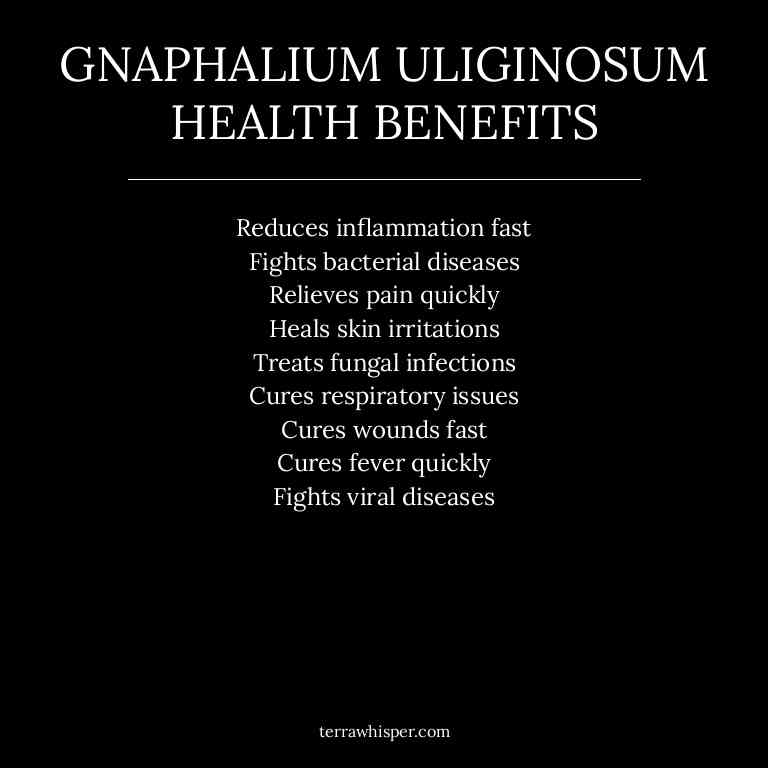 GNAPHALIUM ULIGINOSUM
HEALTH BENEFITS
Reduces inflammation fast
Fights bacterial diseases
Relieves pain quickly
Heals skin irritations
Treats fungal infections
Cures respiratory issues
Cures wounds fast
Cures fever quickly
Fights viral diseases
terrawhisper.com